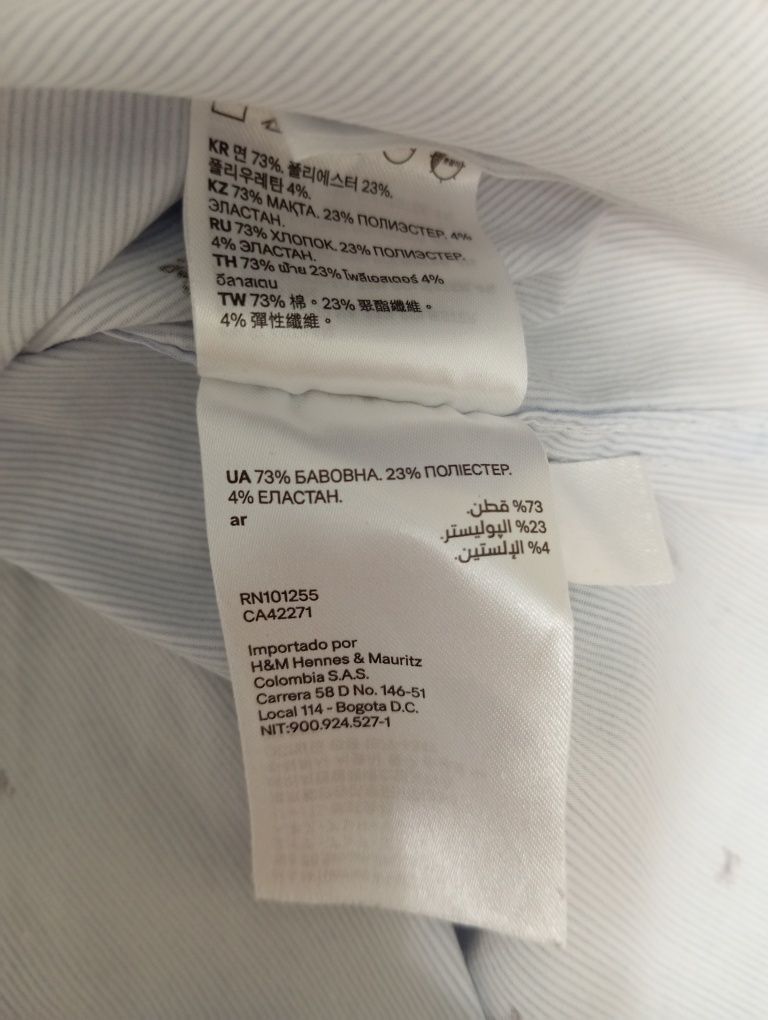 KR 면 73%. 폴리에스터 23%.
폴리우레탄 4%.
KZ 73% МАҚТА. 23% ПОЛИЭСТЕР. 4%
ЭЛАСТАН.
RU 73% ХЛОПОК. 23% ПОЛИЭСТЕР.
4% ЭЛАСТАН.
TH 73% ฝ้าย 23% โพลีเอสเตอร์ 4%
อีลาสเตน
TW 73% 棉。23% 聚酯纖維。
4% 彈性纖維。
UA 73% БАВОВНА. 23% ПОЛІЕСТЕР.
4% ЕЛАСТАН.
ar
73% قطن.
23% البوليستر.
4% الإلستين.
RN101255
CA42271
Importado por
H&M Hennes & Mauritz
Colombia S.A.S.
Carrera 58 D No. 146-51
Local 114 - Bogota D.C.
NIT:900.924.527-1